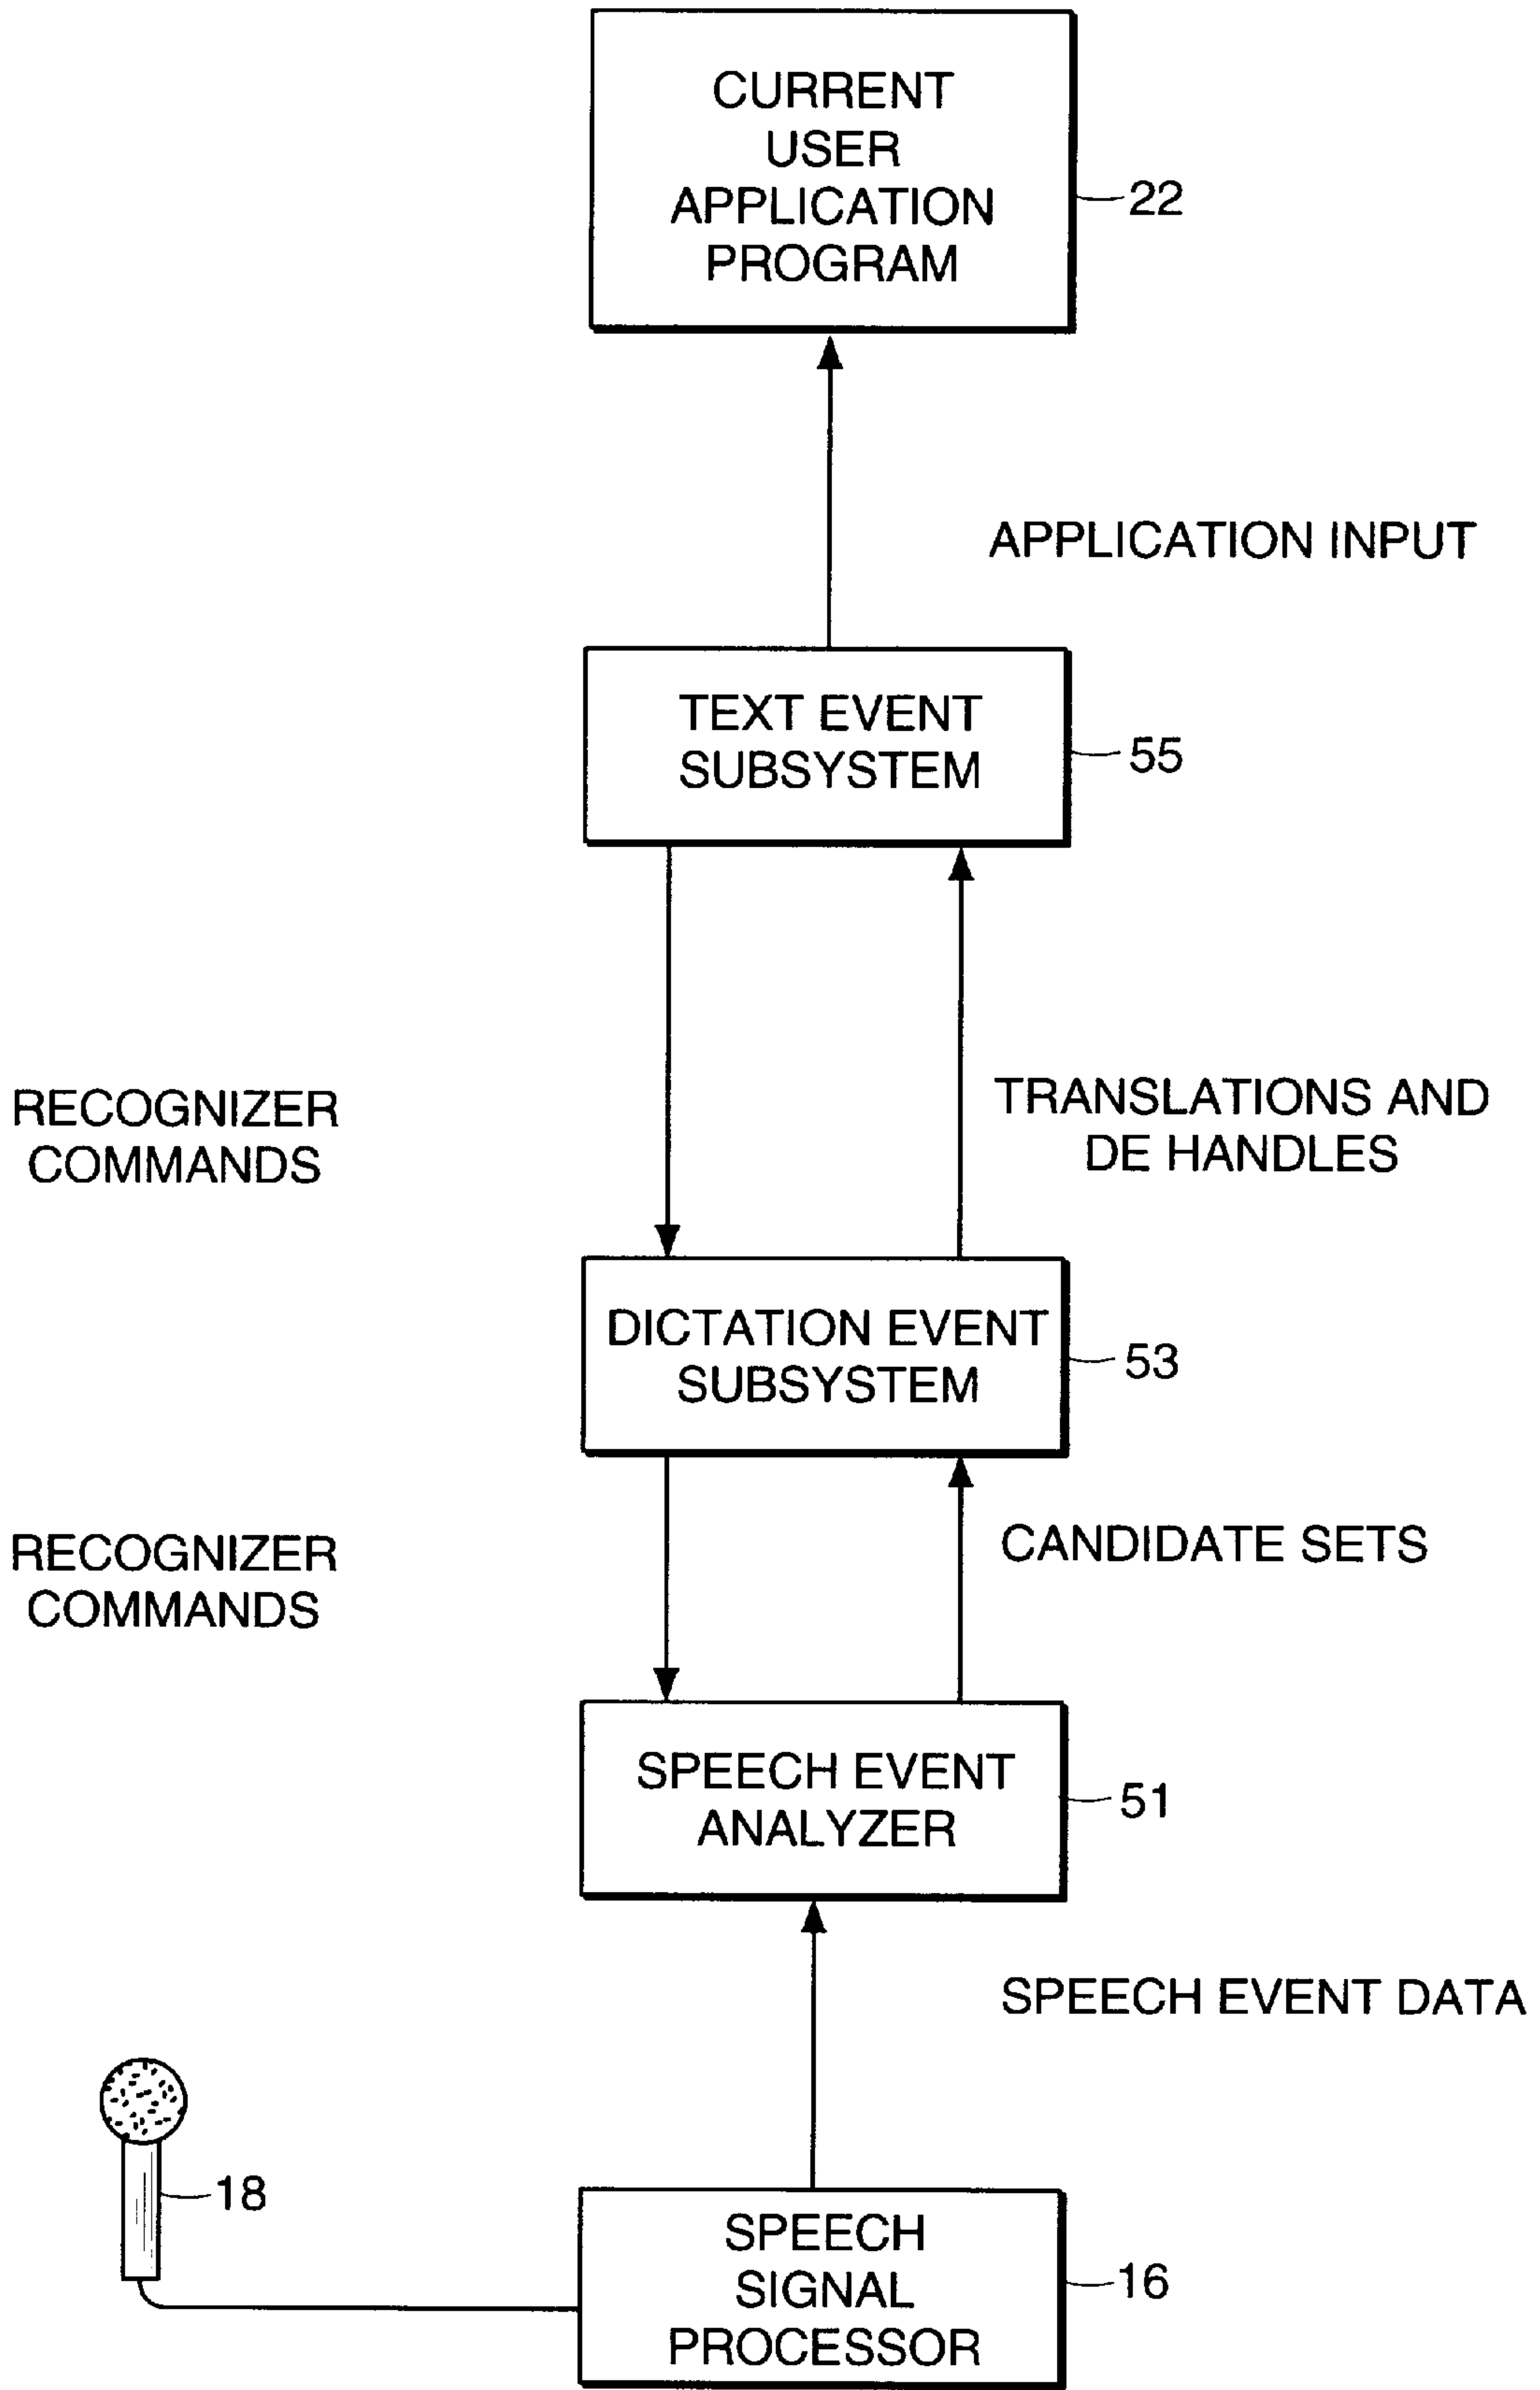 CURRENT
USER
APPLICATION
PROGRAM
22
APPLICATION INPUT
TEXT EVENT
SUBSYSTEM
55
RECOGNIZER
COMMANDS
TRANSLATIONS AND
DE HANDLES
DICTATION EVENT
SUBSYSTEM
53
RECOGNIZER
COMMANDS
CANDIDATE SETS
SPEECH EVENT
ANALYZER
51
SPEECH EVENT DATA
18
SPEECH
SIGNAL
PROCESSOR
16